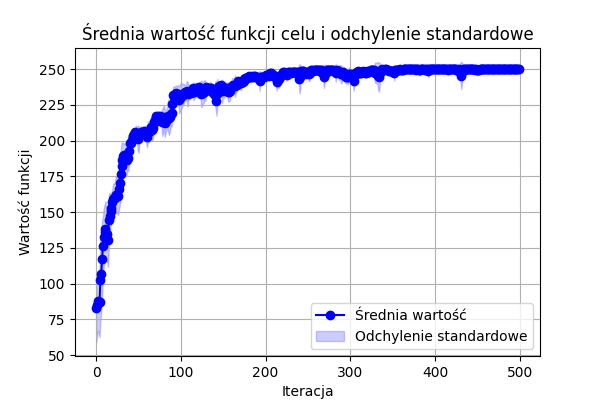 Średnia wartość funkcji celu i odchylenie standardowe
Wartość funkcji
250
225
200
175
150
125
100
75
50
0 100 200 300 400 500
Iteracja
Średnia wartość
Odchylenie standardowe